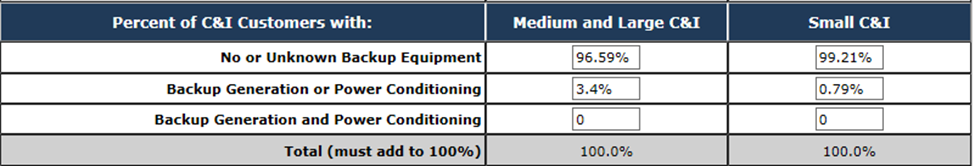 Percent of C&I Customers with: Medium and Large C&I Small C&I
No or Unknown Backup Equipment 96.59% 99.21%
Backup Generation or Power Conditioning 3.4% 0.79%
Backup Generation and Power Conditioning 0 0
Total (must add to 100%) 100.0% 100.0%